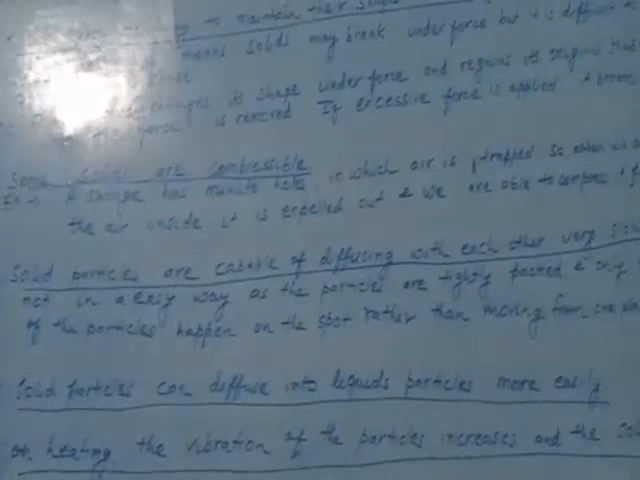 to maintain their shape
means solids may break under force but it is difficult
changes its shape under force and regains its original
force is removed If excessive force is applied
Some solid are compressible
A sponge has minute holes, in which air is trapped so, when we
the air inside it is expelled out & we are able to compress
Solid particles are capable of diffusing with each other very
not in a easy way as the particles are tighly packed & only
of the particles happen on the spot rather than moving from one
Solid particles can diffuse into liquids particles more easily
on heating the vibration of the particles increases and the